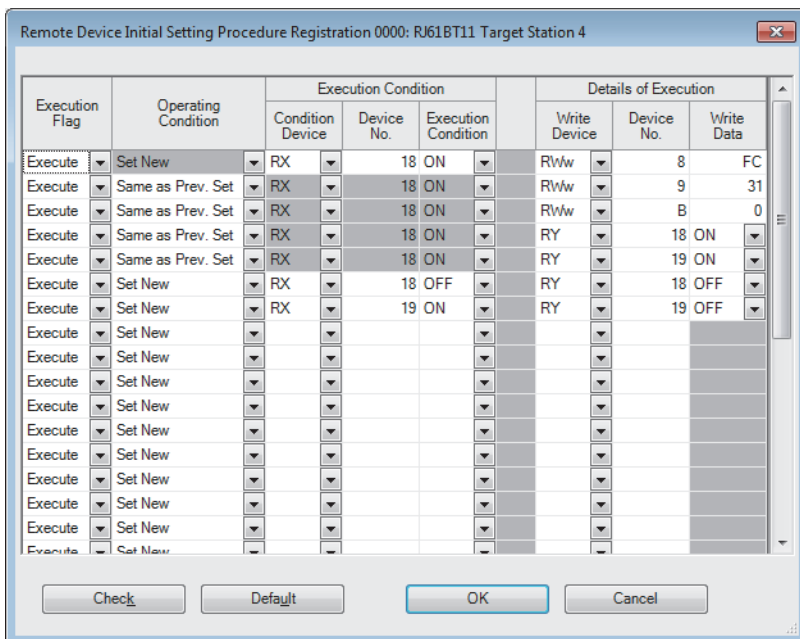 Remote Device Initial Setting Procedure Registration 0000: RJ61BT11 Target Station 4
Execution Condition Details of Execution
Execution Flag Operating Condition Condition Device Device No. Execution Condition Write Device Device No. Write Data
Execute Set New RX 18 ON RWw 8 FC
Execute Same as Prev. Set RX 18 ON RWw 9 31
Execute Same as Prev. Set RX 18 ON RWw B 0
Execute Same as Prev. Set RX 18 ON RY 18 ON
Execute Same as Prev. Set RX 18 ON RY 19 ON
Execute Set New RX 18 OFF RY 18 OFF
Execute Set New RX 19 ON RY 19 OFF
Execute Set New
Execute Set New
Execute Set New
Execute Set New
Execute Set New
Execute Set New
Execute Set New
Execute Set New
Execute Set New
Execute Set New
Check Default OK Cancel